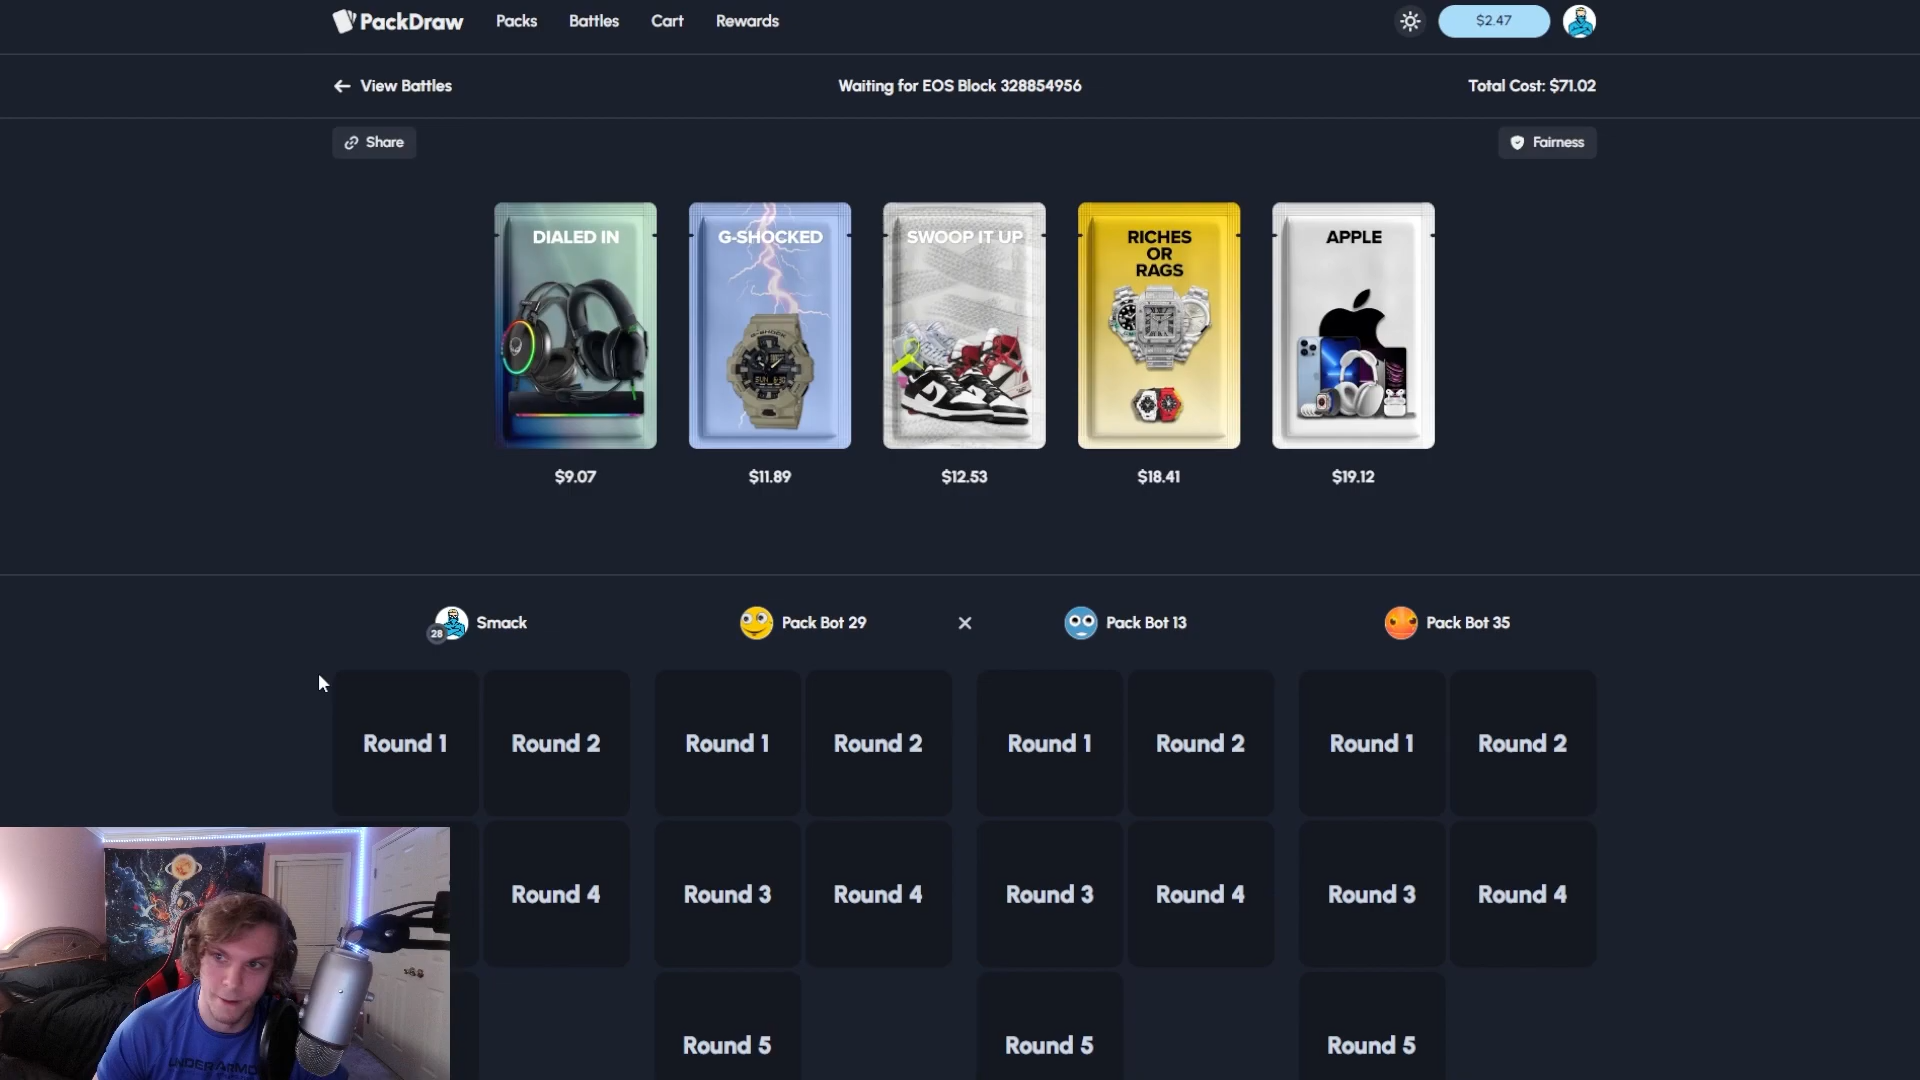 PackDraw Packs Battles Cart Rewards $2.47
View Battles Waiting for EOS Block 328854956 Total Cost: $71.02
Share Fairness
DIALED IN
G-SHOCKED
SWOOP IT UP
RICHES
OR
RAGS
APPLE
$9.07 $11.89 $12.53 $18.41 $19.12
28 Smack Pack Bot 29 Pack Bot 13 Pack Bot 35
Round 1 Round 2 Round 1 Round 2 Round 1 Round 2 Round 1 Round 2
Round 4 Round 3 Round 4 Round 3 Round 4 Round 3 Round 4
Round 5 Round 5 Round 5
UNDER ARMO